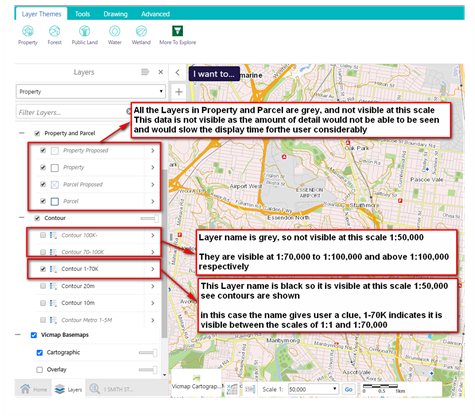 Layer Themes Tools Drawing Advanced
Property Forest Public Land Water Wetland More To Explore
Layers
I want to...
Property
Filter Layers...
All the Layers in Property and Parcel are grey, and not visible at this scale
This data is not visible as the amount of detail would not be able to be seen
and would slow the display time forthe user considerably
Property and Parcel
Property Proposed
Property
Parcel Proposed
Parcel
Oak Park
Pascoe Vale
Airport West
ESSENDON
AIRPORT
Strathmore
Essendon North
Contour
Contour 100K-
Contour 70-100K
Contour 1-70K
Contour 20m
Contour 10m
Contour Metro 1-5M
Layer name is grey, so not visible at this scale 1:50,000
They are visible at 1:70,000 to 1:100,000 and above 1:100,000
respectively
This Layer name is black so it is visible at this scale 1:50,000
see contours are shown
in this case the name gives user a clue, 1-70K indicates it is
visible between the scales of 1:1 and 1:70,000
Vicmap Basemaps
Cartographic
Overlay
Vicmap Cartograp...
Home Layers 1 SMITH ST...
Scale 1: 50,000 Go 0 0.5 1km